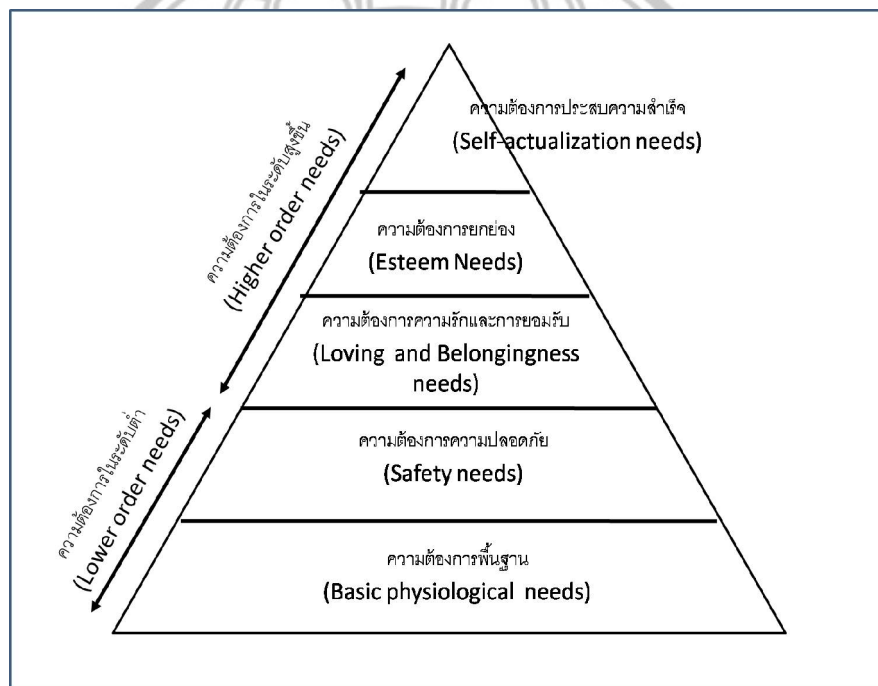 ความต้องการประสบความสำเร็จ
(Self-actualization needs)
ความต้องการในระดับสูงขึ้น
(Higher order needs)
ความต้องการยกย่อง
(Esteem Needs)
ความต้องการความรักและการยอมรับ
(Loving and Belongingness
needs)
ความต้องการในระดับต่ำ
(Lower order needs)
ความต้องการความปลอดภัย
(Safety needs)
ความต้องการพื้นฐาน
(Basic physiological needs)